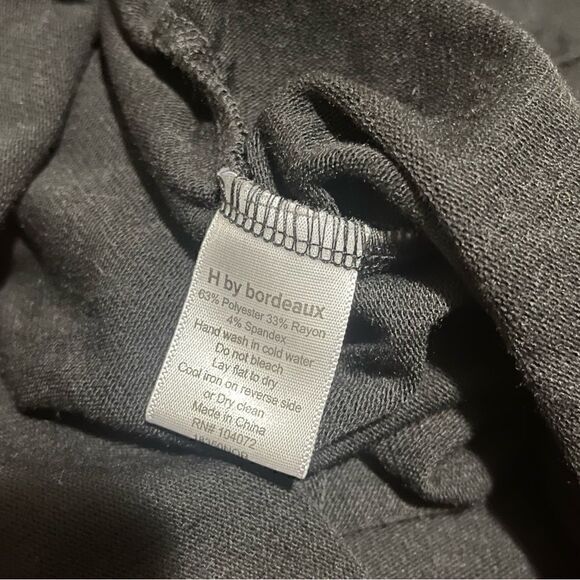 H by bordeaux
63% Polyester 33% Rayon
4% Spandex
Hand wash in cold water
Do not bleach
Lay flat to dry
Cool iron on reverse side
or Dry clean
Made in China
RN# 104072